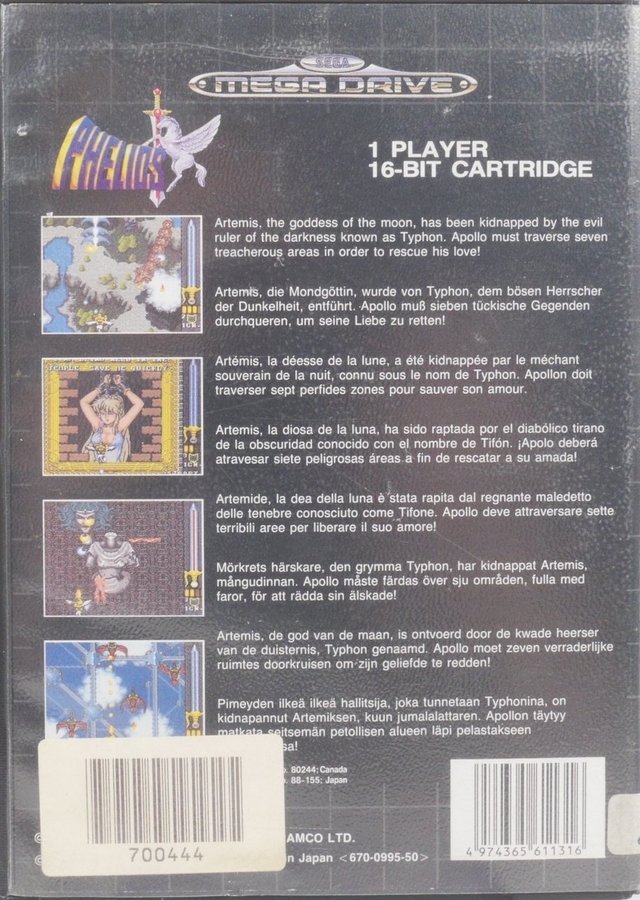 SEGA
MEGA DRIVE
PHELIOS
1 PLAYER
16-BIT CARTRIDGE
Artemis, the goddess of the moon, has been kidnapped by the evil
ruler of the darkness known as Typhon. Apollo must traverse seven
treacherous areas in order to rescue his love!
Artemis, die Mondgöttin, wurde von Typhon, dem bösen Herrscher
der Dunkelheit, entführt. Apollo muß sieben tückische Gegenden
durchqueren, um seine Liebe zu retten!
TEMPLE. SAVE ME QUICKLY.
Artémis, la déesse de la lune, a été kidnappée par le méchant
souverain de la nuit, connu sous le nom de Typhon. Apollon doit
traverser sept perfides zones pour sauver son amour.
Artemis, la diosa de la luna, ha sido raptada por el diabólico tirano
de la obscuridad conocido con el nombre de Tifón. ¡Apolo deberá
atravesar siete peligrosas áreas a fin de rescatar a su amada!
Artemide, la dea della luna è stata rapita dal regnante maledetto
delle tenebre conosciuto come Tifone. Apollo deve attraversare sette
terribili aree per liberare il suo amore!
Mörkrets härskare, den grymma Typhon, har kidnappat Artemis,
mångudinnan. Apollo måste färdas över sju områden, fulla med
faror, för att rädda sin älskade!
Artemis, de god van de maan, is ontvoerd door de kwade heerser
van de duisternis, Typhon genaamd. Apollo moet zeven verraderlijke
ruimtes doorkruisen om zijn geliefde te redden!
Pimeyden ilkeä ilkeä hallitsija, joka tunnetaan Typhonina, on
kidnapannut Artemiksen, kuun jumalalattaren. Apollon täytyy
matkata seitsemän petollisen alueen läpi pelastakseen
sa!
o. 80244: Canada
o. 88-155: Japan
AMCO LTD.
n Japan <670-0995-50>
700444
4 974365 611316